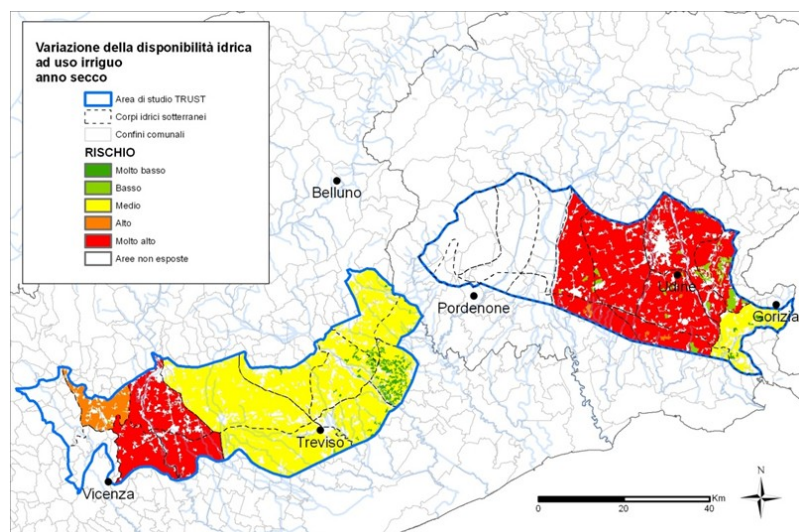 Variazione della disponibilità idrica
ad uso irriguo
anno secco
Area di studio TRUST
Corpi idrici sotterranei
Confini comunali
RISCHIO
Molto basso
Basso
Medio
Alto
Molto alto
Aree non esposte
Belluno
Udine
Pordenone
Gorizia
Treviso
Vicenza
N
Km
0 20 40